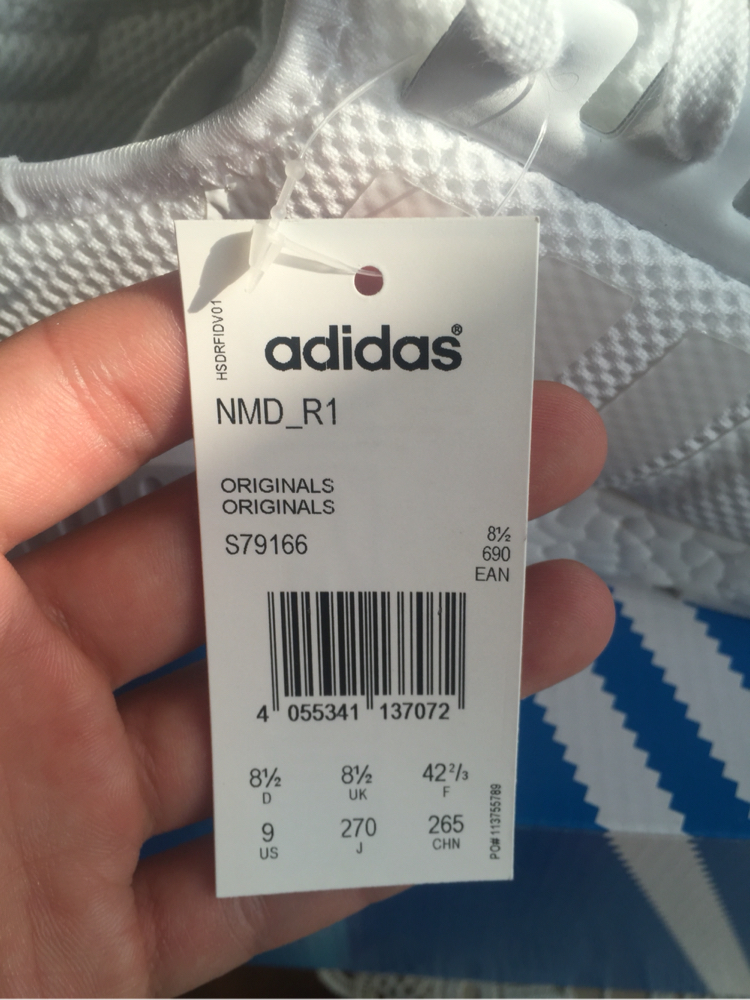 HSDRFIDV01
adidas®
NMD_R1
ORIGINALS
ORIGINALS
S79166
8½
690
EAN
4 055341 137072
8½ 8½ 42²/₃
D UK F
9 270 265
US J CHN
PO# 113755789